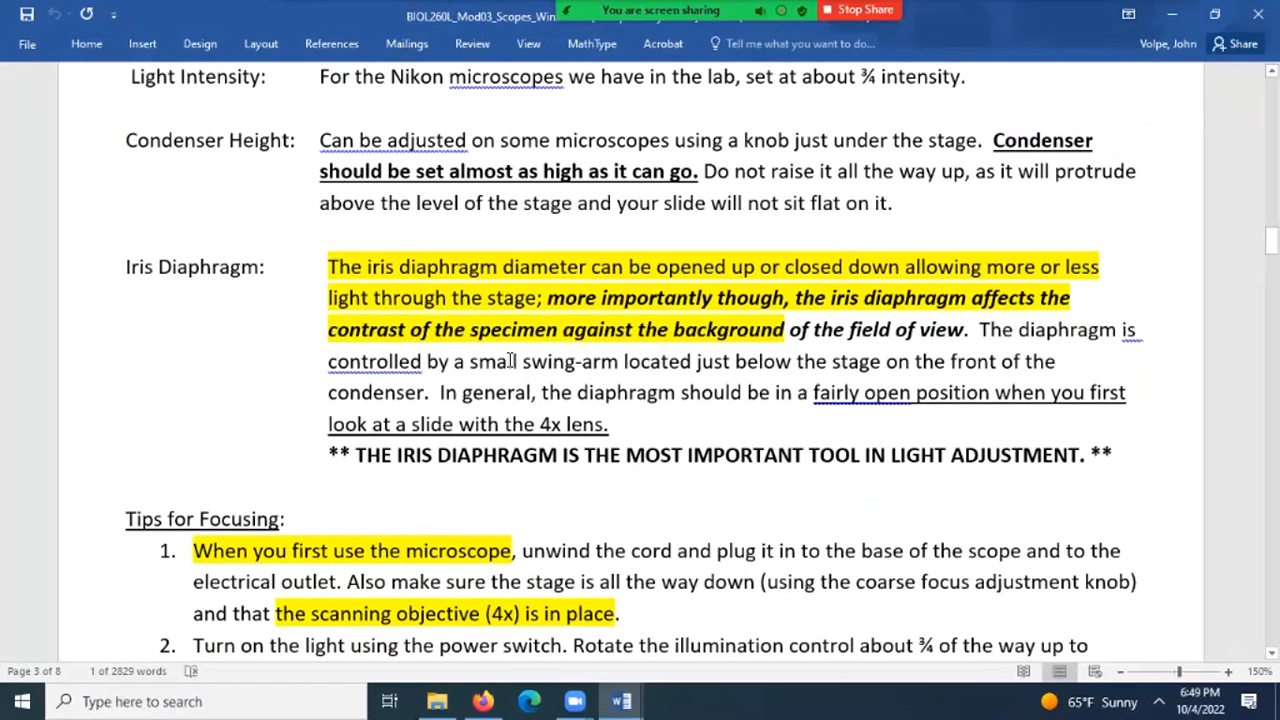 BIOL260L_Mod03_Scopes_Win
You are screen sharing
Stop Share
File
Home
Insert
Design
Layout
References
Mailings
Review
View
MathType
Acrobat
Tell me what you want to do...
Volpe, John
Share
Light Intensity: For the Nikon microscopes we have in the lab, set at about ¾ intensity.
Condenser Height: Can be adjusted on some microscopes using a knob just under the stage. Condenser
should be set almost as high as it can go. Do not raise it all the way up, as it will protrude
above the level of the stage and your slide will not sit flat on it.
Iris Diaphragm: The iris diaphragm diameter can be opened up or closed down allowing more or less
light through the stage; more importantly though, the iris diaphragm affects the
contrast of the specimen against the background of the field of view. The diaphragm is
controlled by a small swing-arm located just below the stage on the front of the
condenser. In general, the diaphragm should be in a fairly open position when you first
look at a slide with the 4x lens.
** THE IRIS DIAPHRAGM IS THE MOST IMPORTANT TOOL IN LIGHT ADJUSTMENT. **
Tips for Focusing:
1. When you first use the microscope, unwind the cord and plug it in to the base of the scope and to the
electrical outlet. Also make sure the stage is all the way down (using the coarse focus adjustment knob)
and that the scanning objective (4x) is in place.
2. Turn on the light using the power switch. Rotate the illumination control about ¾ of the way up to
Page 3 of 8
1 of 2829 words
150%
Type here to search
65°F Sunny
6:49 PM
10/4/2022